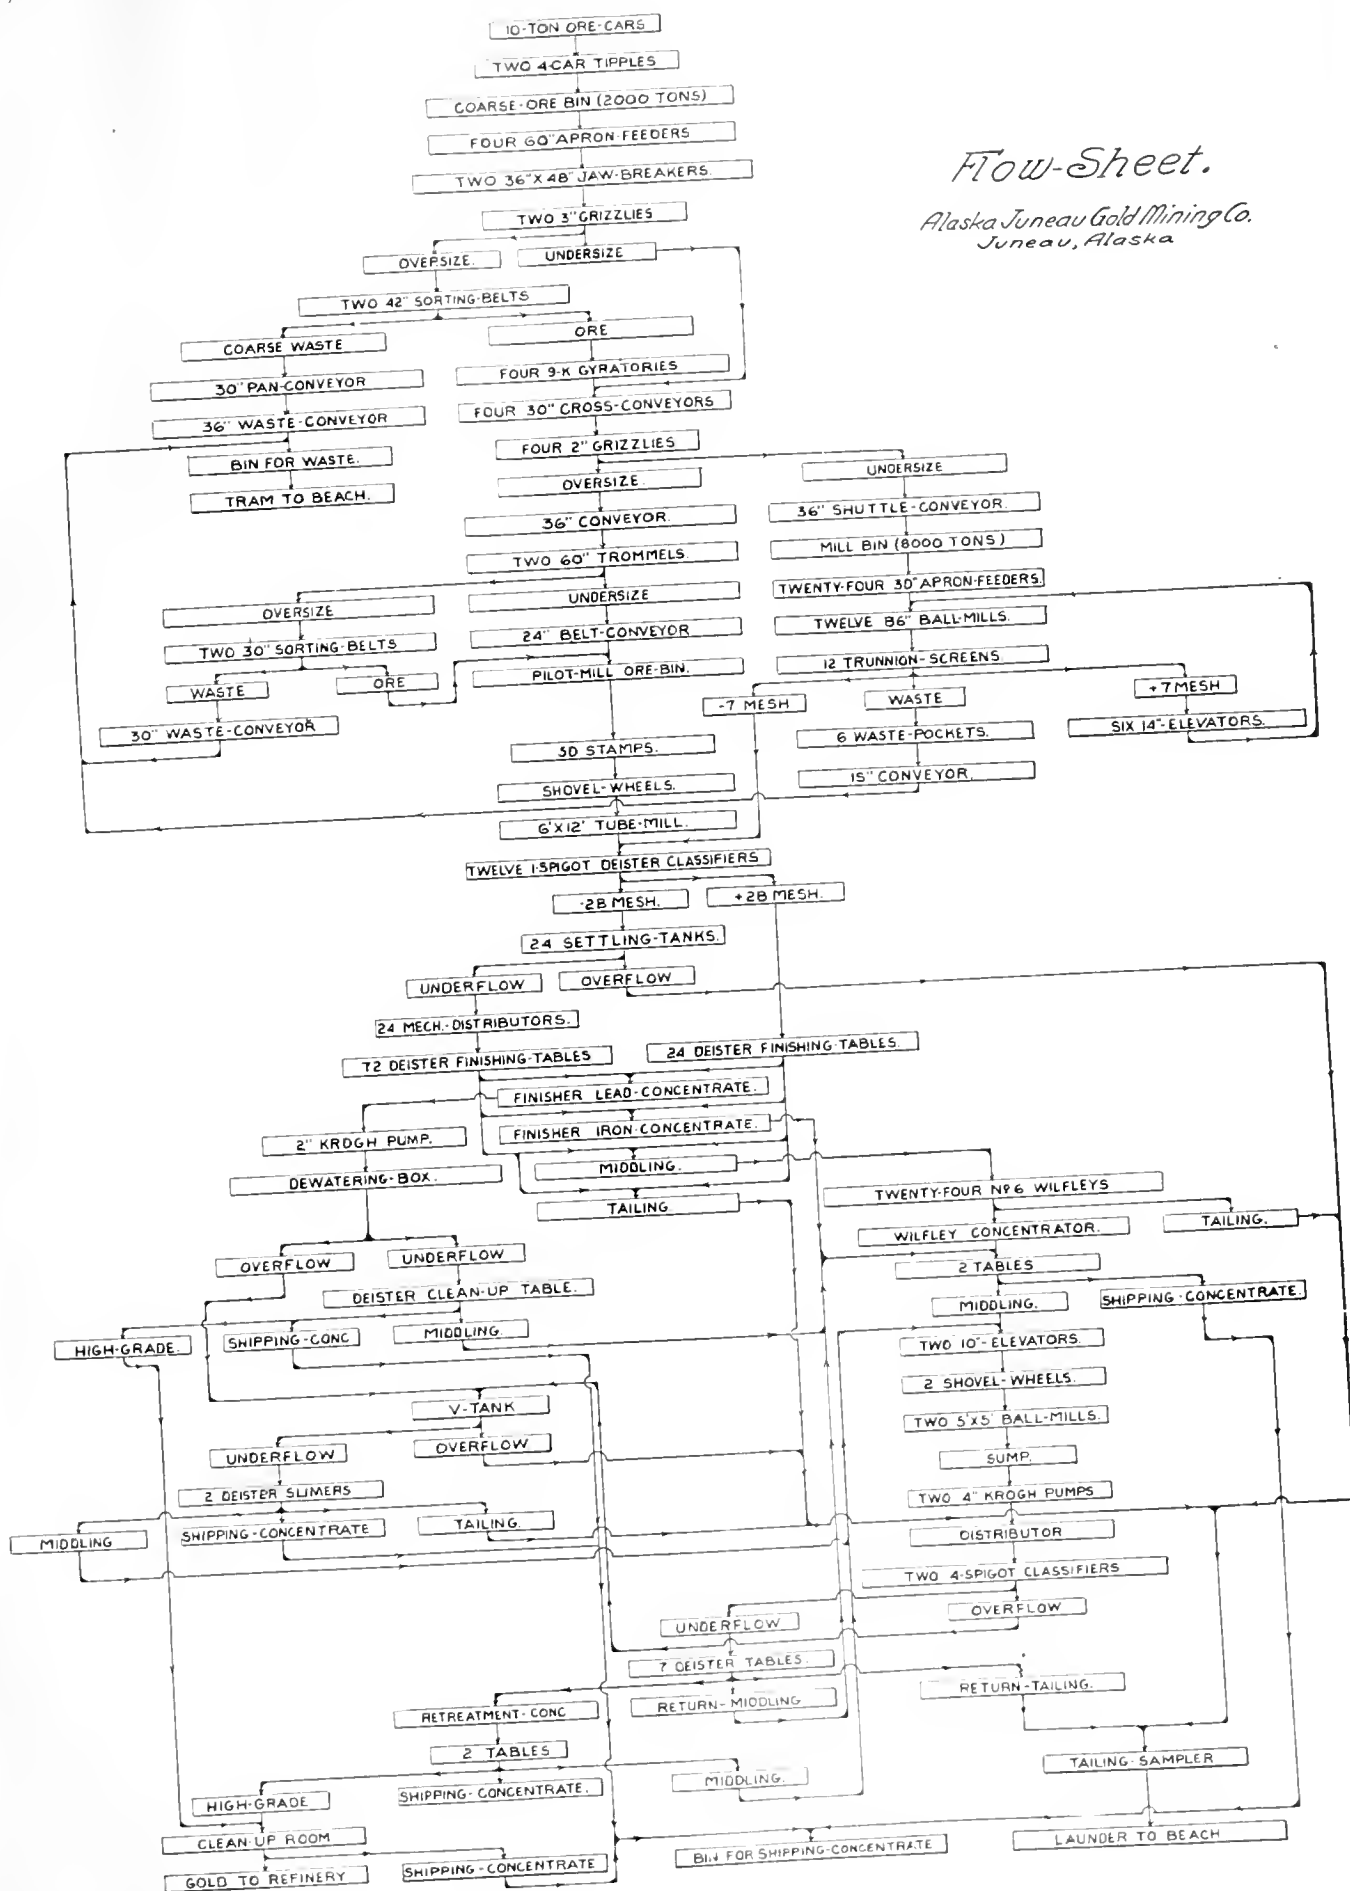 10-TON ORE-CARS
TWO 4-CAR TIPPLES
COARSE-ORE BIN (2000 TONS)
FOUR 60" APRON-FEEDERS
TWO 36" X 48" JAW-BREAKERS.
TWO 3" GRIZZLIES
Flow-Sheet.
Alaska Juneau Gold Mining Co.
Juneau, Alaska
OVERSIZE.
UNDERSIZE
TWO 42" SORTING-BELTS
COARSE WASTE
ORE
30" PAN-CONVEYOR
FOUR 9-K GYRATORIES
36" WASTE-CONVEYOR
FOUR 30" CROSS-CONVEYORS
BIN FOR WASTE.
FOUR 2" GRIZZLIES
TRAM TO BEACH.
OVERSIZE.
UNDERSIZE
36" CONVEYOR.
36" SHUTTLE-CONVEYOR.
TWO 60" TROMMELS.
MILL BIN (8000 TONS)
OVERSIZE
UNDERSIZE
TWENTY-FOUR 30" APRON-FEEDERS.
TWO 30" SORTING-BELTS
24" BELT-CONVEYOR
TWELVE 86" BALL-MILLS.
WASTE
ORE
PILOT-MILL ORE-BIN.
12 TRUNNION-SCREENS
30" WASTE-CONVEYOR
-7 MESH
WASTE
+7 MESH
30 STAMPS.
6 WASTE-POCKETS.
SIX 14"-ELEVATORS.
SHOVEL-WHEELS.
15" CONVEYOR.
6'X12' TUBE-MILL.
TWELVE 1-SPIGOT DEISTER CLASSIFIERS
-28 MESH.
+28 MESH.
24 SETTLING-TANKS.
UNDERFLOW
OVERFLOW
24 MECH.-DISTRIBUTORS.
72 DEISTER FINISHING-TABLES
24 DEISTER FINISHING-TABLES.
FINISHER LEAD-CONCENTRATE.
2" KROGH PUMP.
FINISHER IRON-CONCENTRATE.
DEWATERING-BOX.
MIDDLING.
TWENTY-FOUR No 6 WILFLEYS
TAILING
WILFLEY CONCENTRATOR.
TAILING.
OVERFLOW
UNDERFLOW
2 TABLES
DEISTER CLEAN-UP TABLE.
MIDDLING.
SHIPPING-CONCENTRATE.
HIGH-GRADE.
SHIPPING-CONC
MIDDLING.
TWO 10"-ELEVATORS.
V-TANK
2 SHOVEL-WHEELS.
UNDERFLOW
OVERFLOW
TWO 5'X5' BALL-MILLS.
SUMP.
2 DEISTER SLIMERS
TWO 4" KROGH PUMPS
MIDDLING
SHIPPING-CONCENTRATE
TAILING.
DISTRIBUTOR
TWO 4-SPIGOT CLASSIFIERS
UNDERFLOW
OVERFLOW
7 DEISTER TABLES.
RETREATMENT-CONC
RETURN-MIDDLING
RETURN-TAILING.
2 TABLES
TAILING-SAMPLER
HIGH-GRADE
SHIPPING-CONCENTRATE.
MIDDLING.
CLEAN-UP ROOM
BIN FOR SHIPPING-CONCENTRATE
LAUNDER TO BEACH
GOLD TO REFINERY
SHIPPING-CONCENTRATE